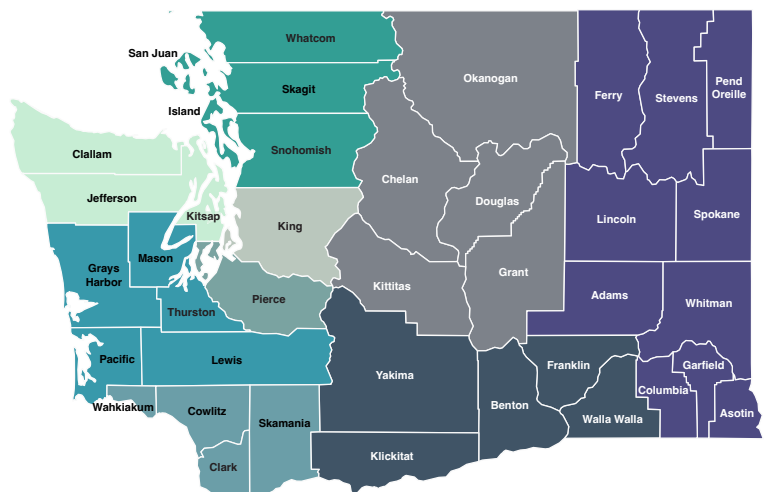 Whatcom
San Juan
Okanogan
Skagit
Pend
Oreille
Ferry
Stevens
Island
Snohomish
Clallam
Chelan
Jefferson
Douglas
Kitsap
Lincoln
Spokane
King
Mason
Grays
Harbor
Grant
Kittitas
Adams
Pierce
Whitman
Thurston
Pacific
Lewis
Franklin
Garfield
Yakima
Columbia
Wahkiakum
Cowlitz
Benton
Asotin
Skamania
Walla Walla
Klickitat
Clark